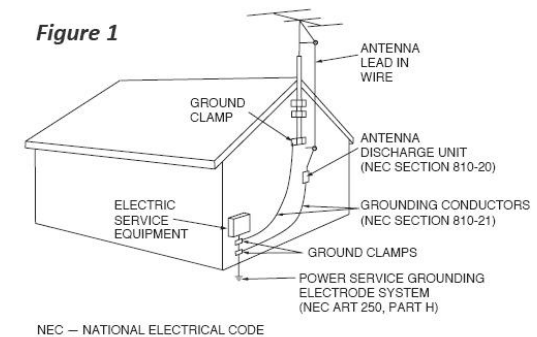 Figure 1
ANTENNA
LEAD IN
WIRE
GROUND
CLAMP
ANTENNA
DISCHARGE UNIT
(NEC SECTION 810-20)
ELECTRIC
SERVICE
EQUIPMENT
GROUNDING CONDUCTORS
(NEC SECTION 810-21)
GROUND CLAMPS
POWER SERVICE GROUNDING
ELECTRODE SYSTEM
(NEC ART 250, PART H)
NEC — NATIONAL ELECTRICAL CODE